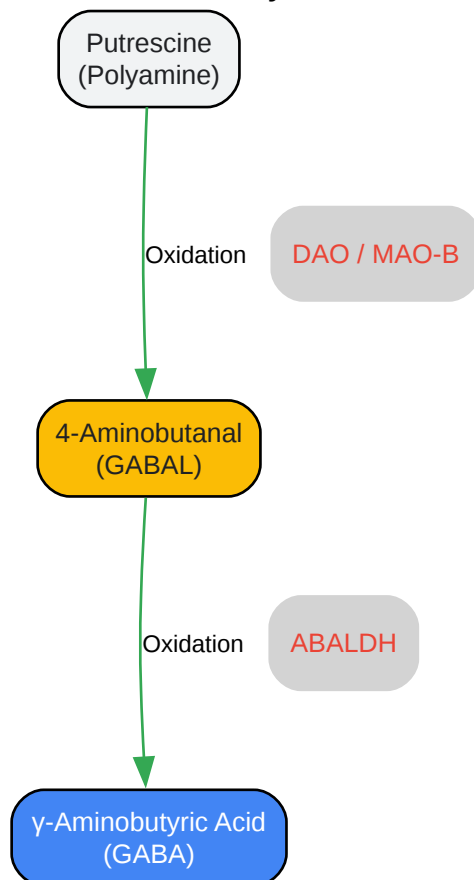 Putrescine
(Polyamine)
Oxidation
DAO / MAO-B
4-Aminobutanal
(GABAL)
Oxidation
ABALDH
γ-Aminobutyric Acid
(GABA)